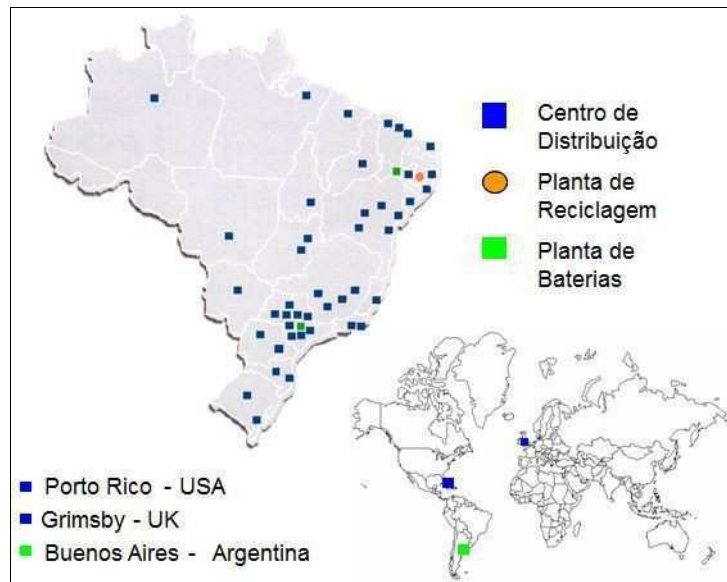 Centro de
Distribuição
Planta de
Reciclagem
Planta de
Baterias
Porto Rico - USA
Grimsby - UK
Buenos Aires - Argentina